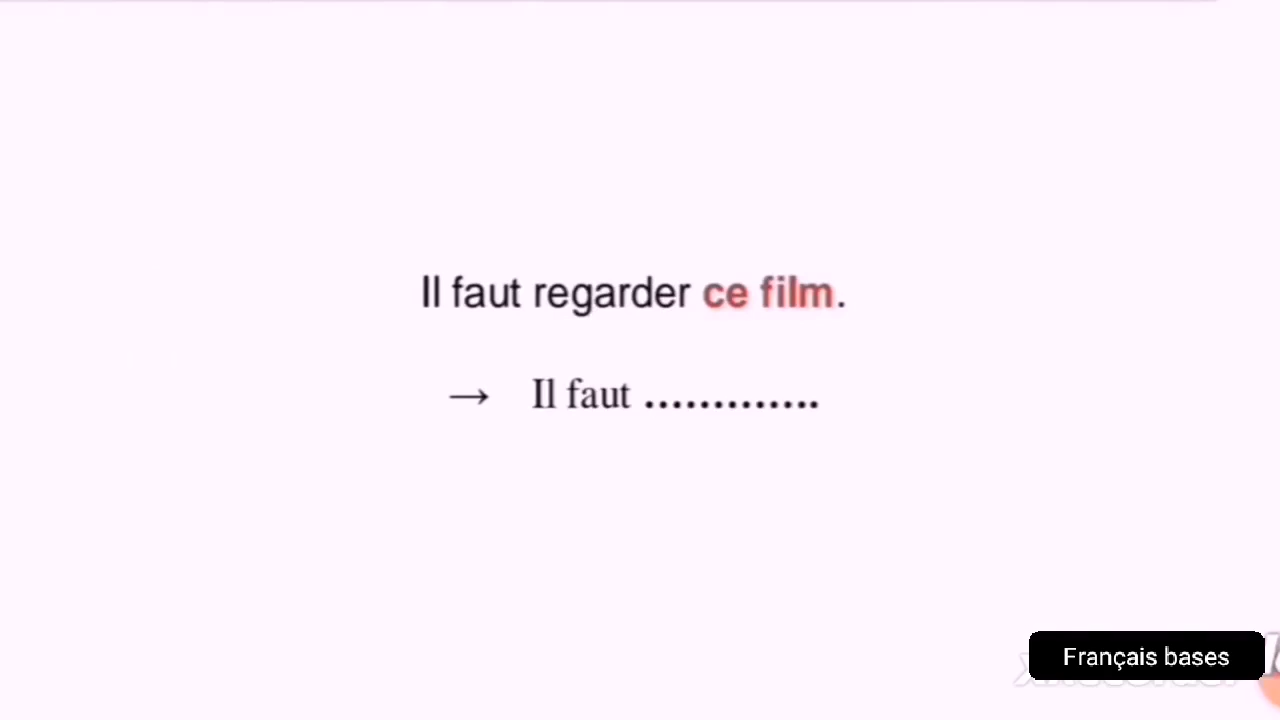 Il faut regarder ce film.
→ Il faut .............
Français bases